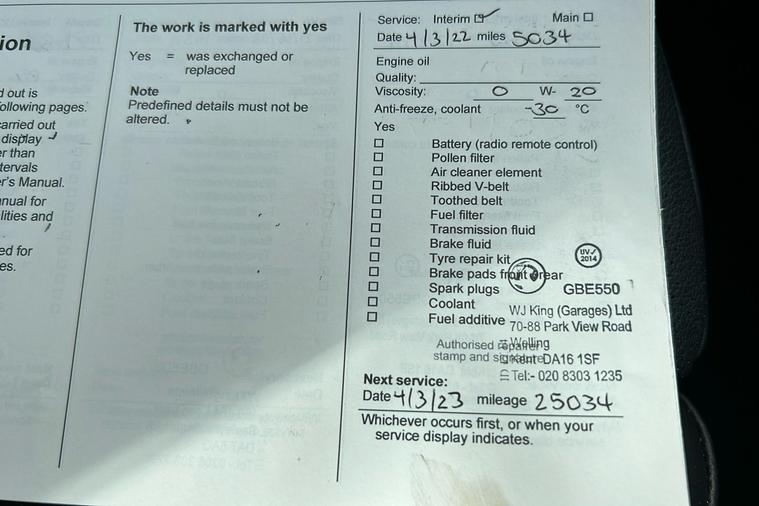 ion
d out is
ollowing pages.
carried out
display
er than
tervals
r's Manual.
nual for
lities and
ed for
es.
The work is marked with yes
Yes = was exchanged or
replaced
Note
Predefined details must not be
altered.
Service: Interim ☑ Main ☐
Date 4/3/22 miles 5034
Engine oil
Quality:
Viscosity: 0 W- 20
Anti-freeze, coolant -30 °C
Yes
☐ Battery (radio remote control)
☐ Pollen filter
☐ Air cleaner element
☐ Ribbed V-belt
☐ Toothed belt
☐ Fuel filter
☐ Transmission fluid
☐ Brake fluid
☐ Tyre repair kit
☐ Brake pads front rear
☐ Spark plugs
☐ Coolant
☐ Fuel additive
UV✓
2014
GBE550
WJ King (Garages) Ltd
70-88 Park View Road
Welling
Kent DA16 1SF
Tel:- 020 8303 1235
Authorised repairer
stamp and signature
Next service:
Date 4/3/23 mileage 25034
Whichever occurs first, or when your
service display indicates.